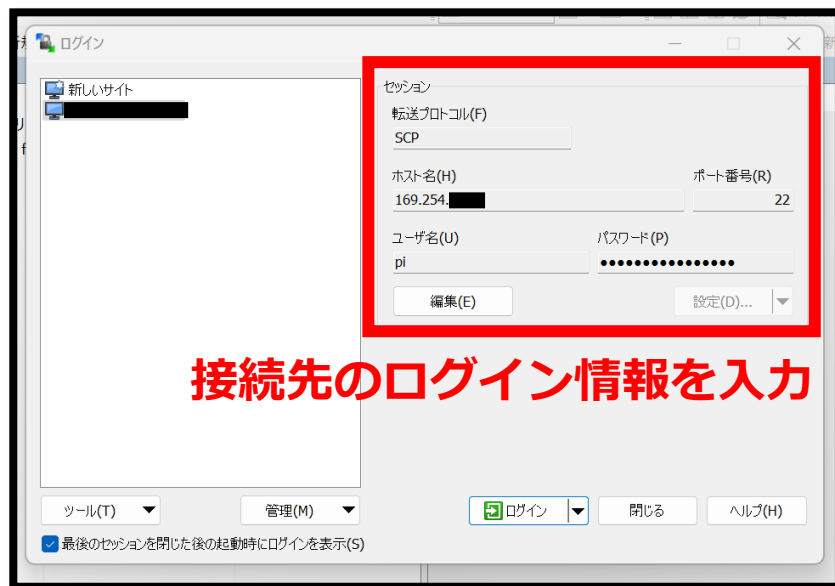 ログイン
新しいサイト
セッション
転送プロトコル(F)
SCP
ホスト名(H)
ポート番号(R)
169.254.
22
ユーザ名(U)
パスワード(P)
pi
●●●●●●●●●●●●●●●●
編集(E)
設定(D)...
接続先のログイン情報を入力
ツール(T)
管理(M)
ログイン
閉じる
ヘルプ(H)
最後のセッションを閉じた後の起動時にログインを表示(S)